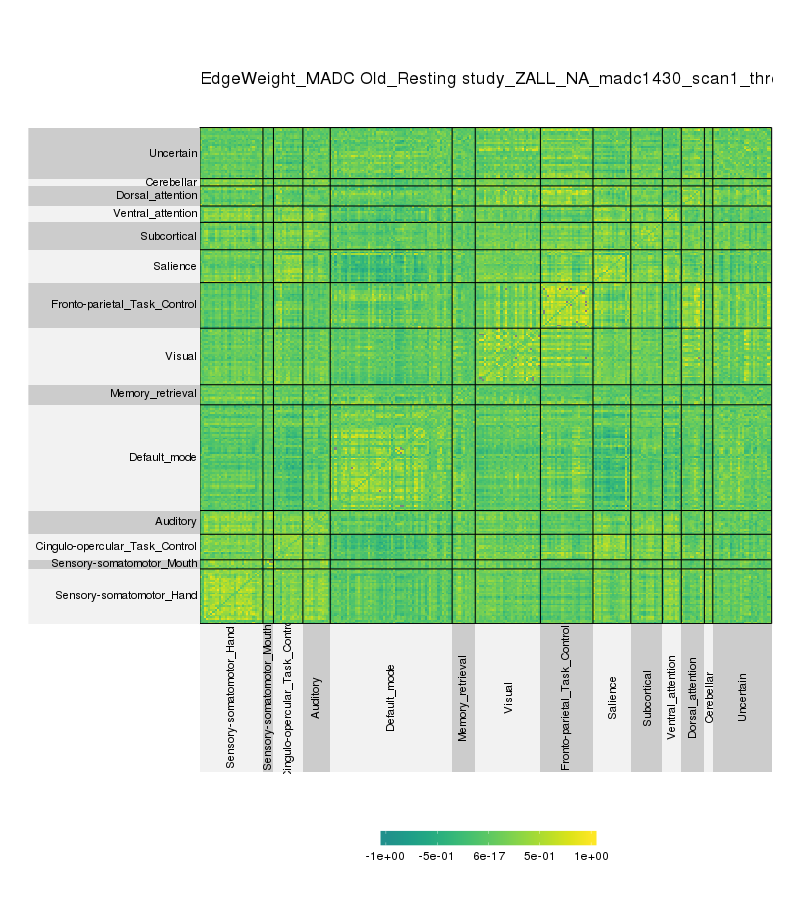 EdgeWeight_MADC Old_Resting study_ZALL_NA_madc1430_scan1_thr
Uncertain
Cerebellar
Dorsal_attention
Ventral_attention
Subcortical
Salience
Fronto-parietal_Task_Control
Visual
Memory_retrieval
Default_mode
Auditory
Cingulo-opercular_Task_Control
Sensory-somatomotor_Mouth
Sensory-somatomotor_Hand
Sensory-somatomotor_Hand
Sensory-somatomotor_Mouth
Cingulo-opercular_Task_Control
Auditory
Default_mode
Memory_retrieval
Visual
Fronto-parietal_Task_Control
Salience
Subcortical
Ventral_attention
Dorsal_attention
Cerebellar
Uncertain
-1e+00 -5e-01 6e-17 5e-01 1e+00